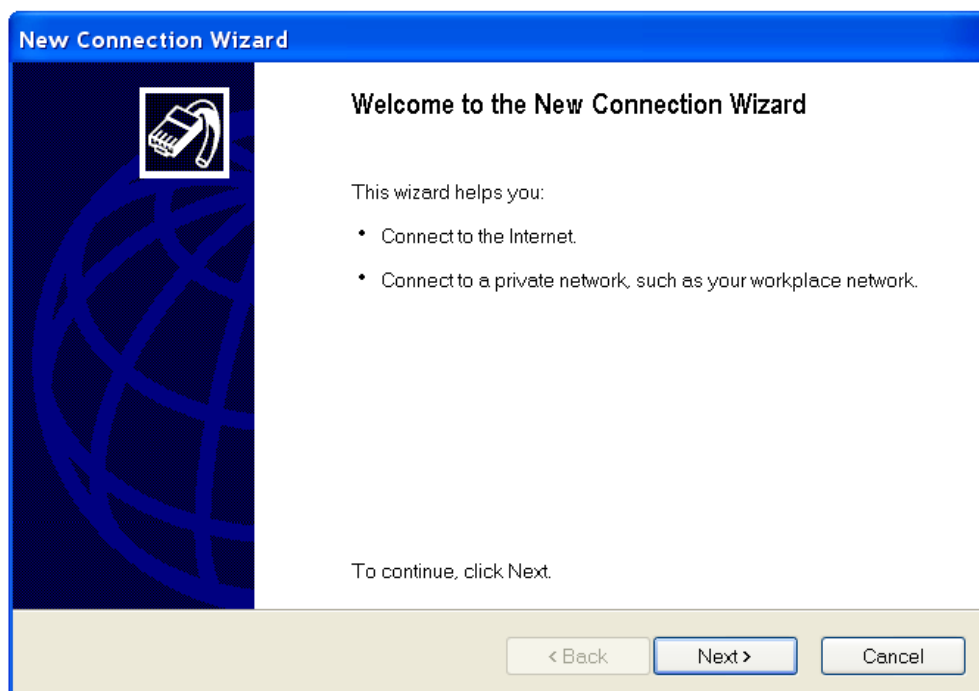 New Connection Wizard
Welcome to the New Connection Wizard
This wizard helps you:
• Connect to the Internet.
• Connect to a private network, such as your workplace network.
To continue, click Next.
< Back Next > Cancel